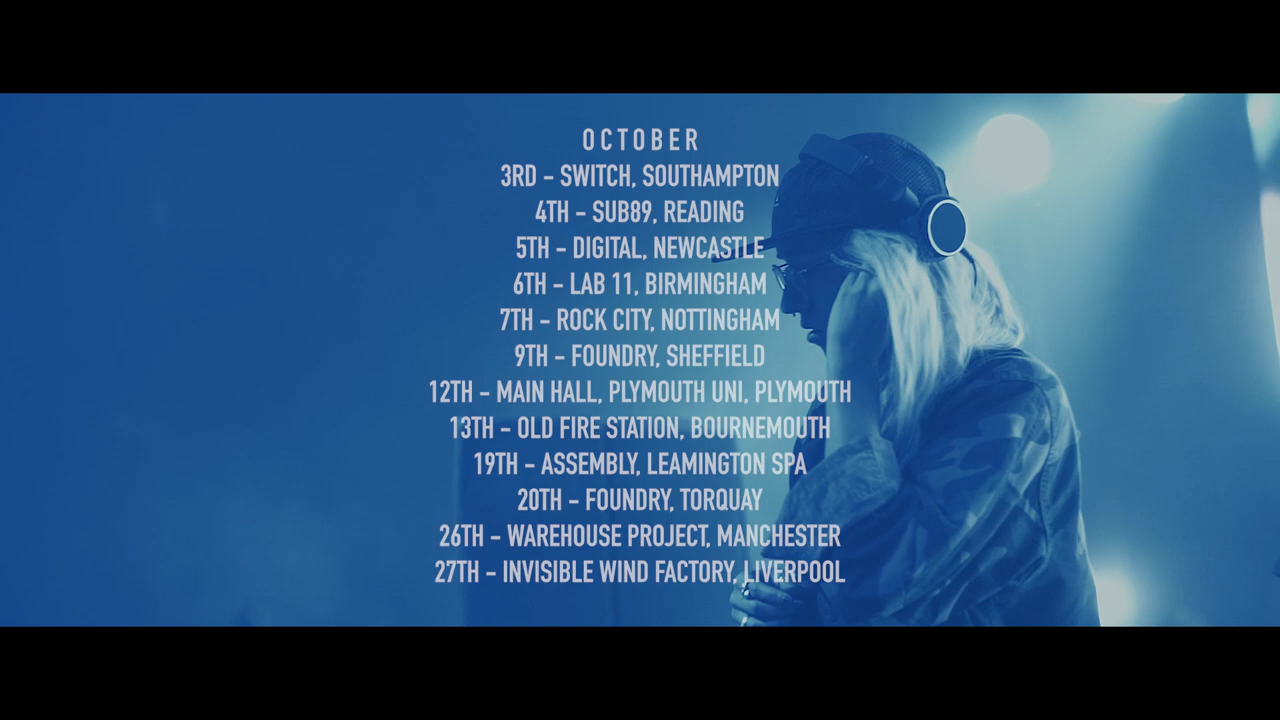 OCTOBER
3RD – SWITCH, SOUTHAMPTON
4TH – SUB89, READING
5TH – DIGITAL, NEWCASTLE
6TH – LAB 11, BIRMINGHAM
7TH – ROCK CITY, NOTTINGHAM
9TH – FOUNDRY, SHEFFIELD
12TH – MAIN HALL, PLYMOUTH UNI, PLYMOUTH
13TH – OLD FIRE STATION, BOURNEMOUTH
19TH – ASSEMBLY, LEAMINGTON SPA
20TH – FOUNDRY, TORQUAY
26TH – WAREHOUSE PROJECT, MANCHESTER
27TH – INVISIBLE WIND FACTORY, LIVERPOOL